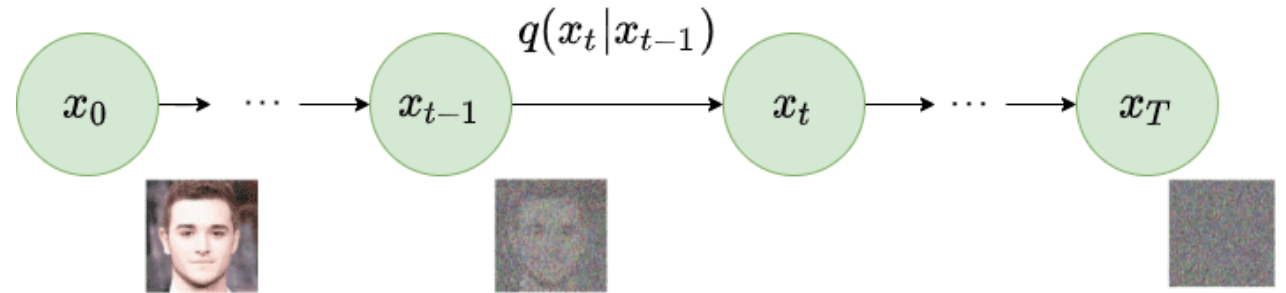 q(x_t|x_{t-1})
x_0 ⋯ x_{t-1} x_t ⋯ x_T